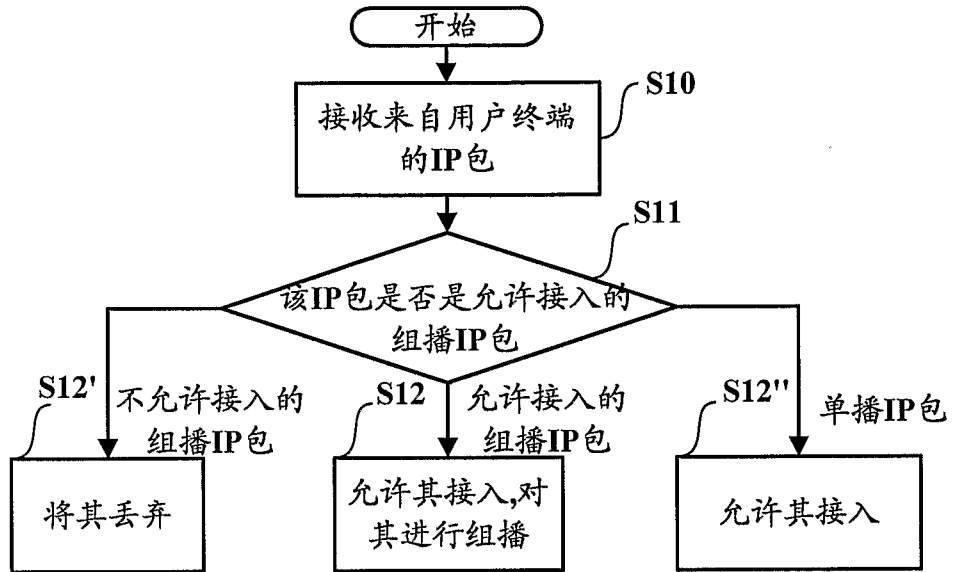 开始
S10
接收来自用户终端
的IP包
S11
该IP包是否是允许接入的
组播IP包
S12'
不允许接入的
组播IP包
S12
允许接入的
组播IP包
S12''
单播IP包
将其丢弃
允许其接入,对
其进行组播
允许其接入